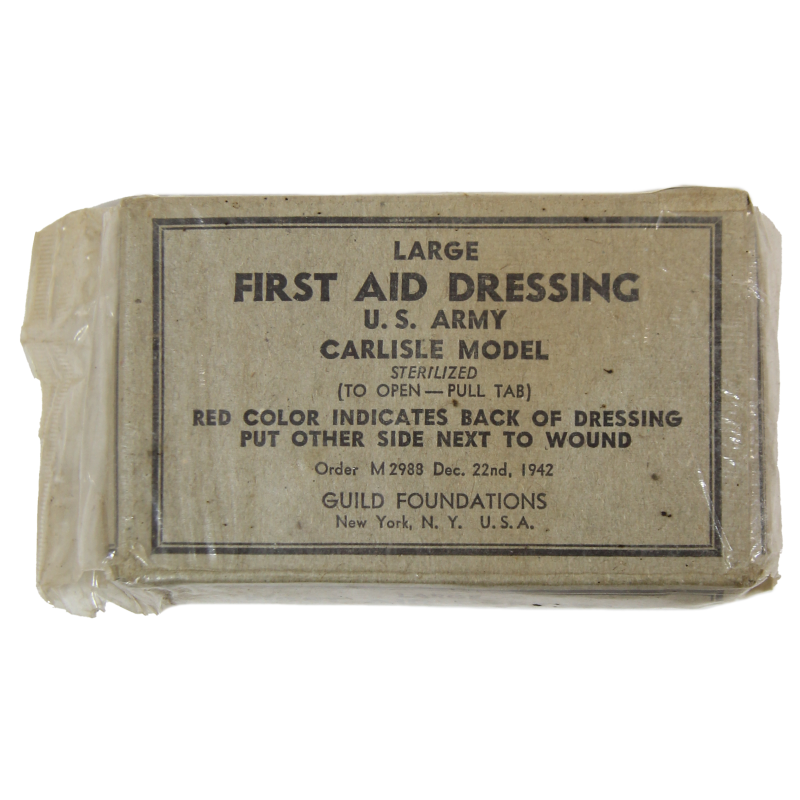 LARGE
FIRST AID DRESSING
U. S. ARMY
CARLISLE MODEL
STERILIZED
(TO OPEN — PULL TAB)
RED COLOR INDICATES BACK OF DRESSING
PUT OTHER SIDE NEXT TO WOUND
Order M 2988 Dec. 22nd, 1942
GUILD FOUNDATIONS
New York, N. Y. U. S. A.